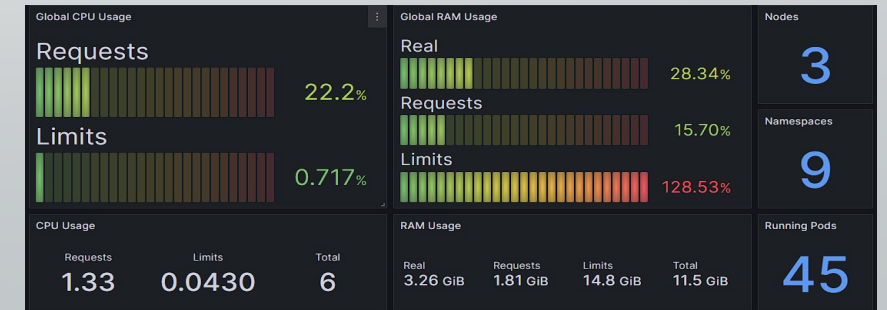 Global CPU Usage
Requests
22.2%
Limits
0.717%
Global RAM Usage
Real
28.34%
Requests
15.70%
Limits
128.53%
Nodes
3
Namespaces
9
CPU Usage
Requests Limits Total
1.33 0.0430 6
RAM Usage
Real Requests Limits Total
3.26 GiB 1.81 GiB 14.8 GiB 11.5 GiB
Running Pods
45